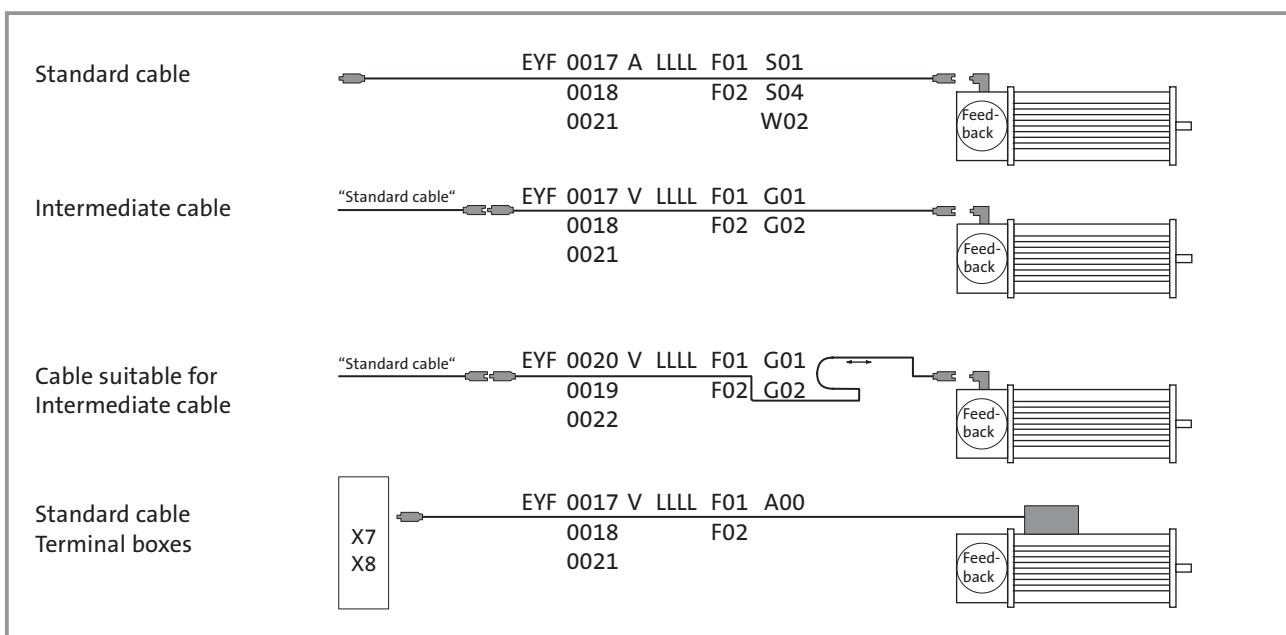 Standard cable
EYF 0017 A LLLL F01 S01
0018 F02 S04
0021 W02
Feed-
back
Intermediate cable
“Standard cable“
EYF 0017 V LLLL F01 G01
0018 F02 G02
0021
Feed-
back
Cable suitable for
Intermediate cable
“Standard cable“
EYF 0020 V LLLL F01 G01
0019 F02 G02
0022
Feed-
back
Standard cable
Terminal boxes
X7
X8
EYF 0017 V LLLL F01 A00
0018 F02
0021
Feed-
back